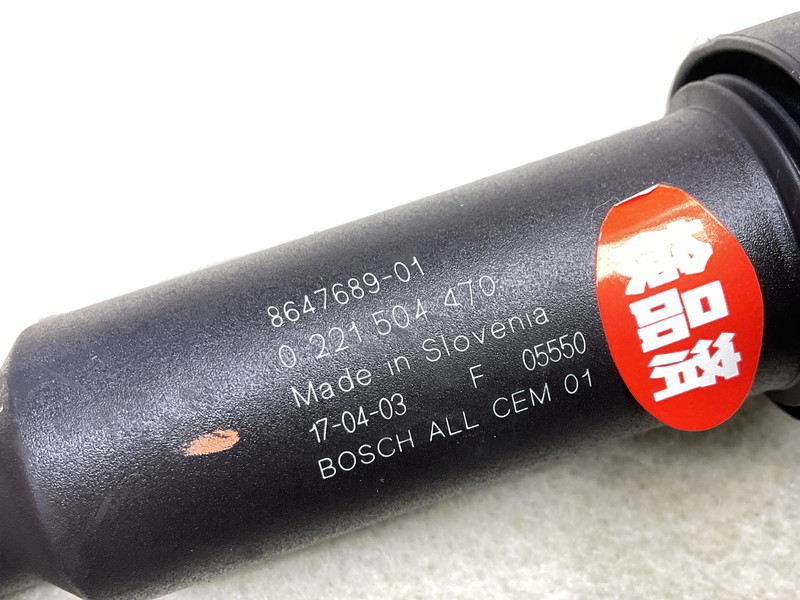 8647689-01
0 221 504 470
Made in Slovenia
17-04-03 F 05550
BOSCH ALL CEM 01
検品済